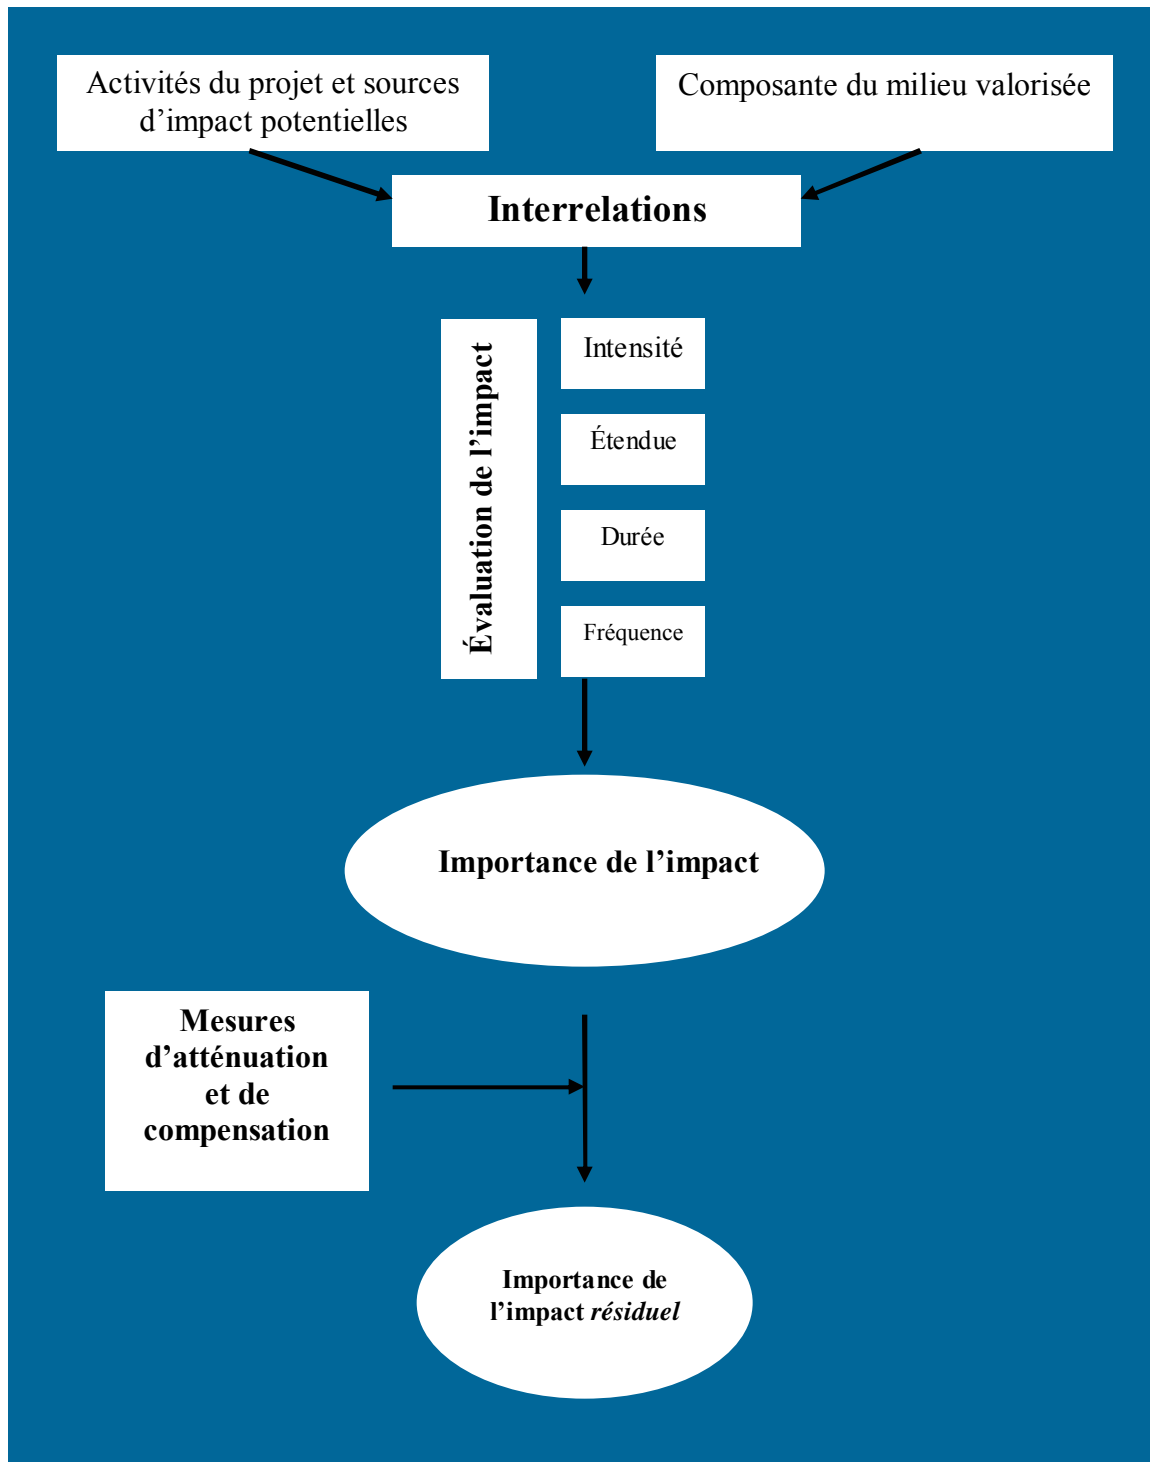 Activités du projet et sources
d’impact potentielles
Composante du milieu valorisée
Interrelations
Évaluation de l’impact
Intensité
Étendue
Durée
Fréquence
Importance de l’impact
Mesures
d’atténuation
et de
compensation
Importance de
l’impact résiduel